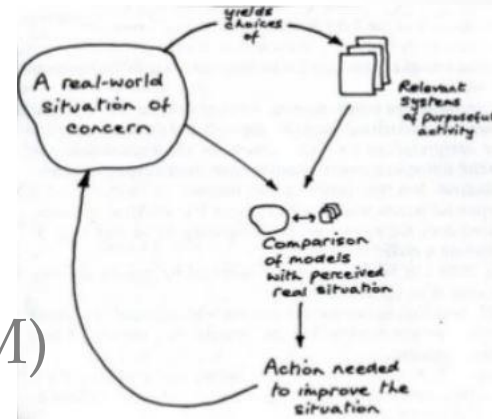 yields
choices
of
A real-world
situation of
concern
Relevant
systems
of purposeful
activity
Comparison
of models
with perceived
real situation
M)
Action needed
to improve the
situation